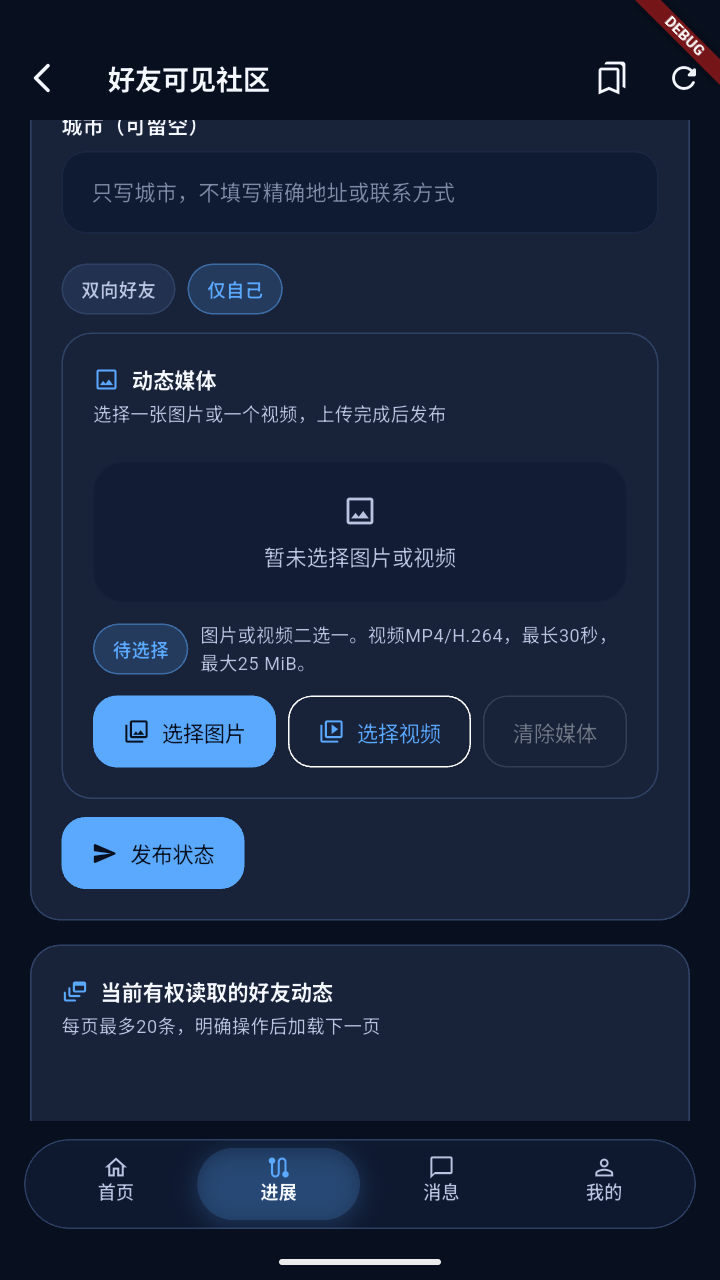 DEBUG
好友可见社区
城市（可留空）
只写城市，不填写精确地址或联系方式
双向好友
仅自己
动态媒体
选择一张图片或一个视频，上传完成后发布
暂未选择图片或视频
待选择
图片或视频二选一。视频MP4/H.264，最长30秒，
最大25 MiB。
选择图片
选择视频
清除媒体
发布状态
当前有权读取的好友动态
每页最多20条，明确操作后加载下一页
首页
进展
消息
我的